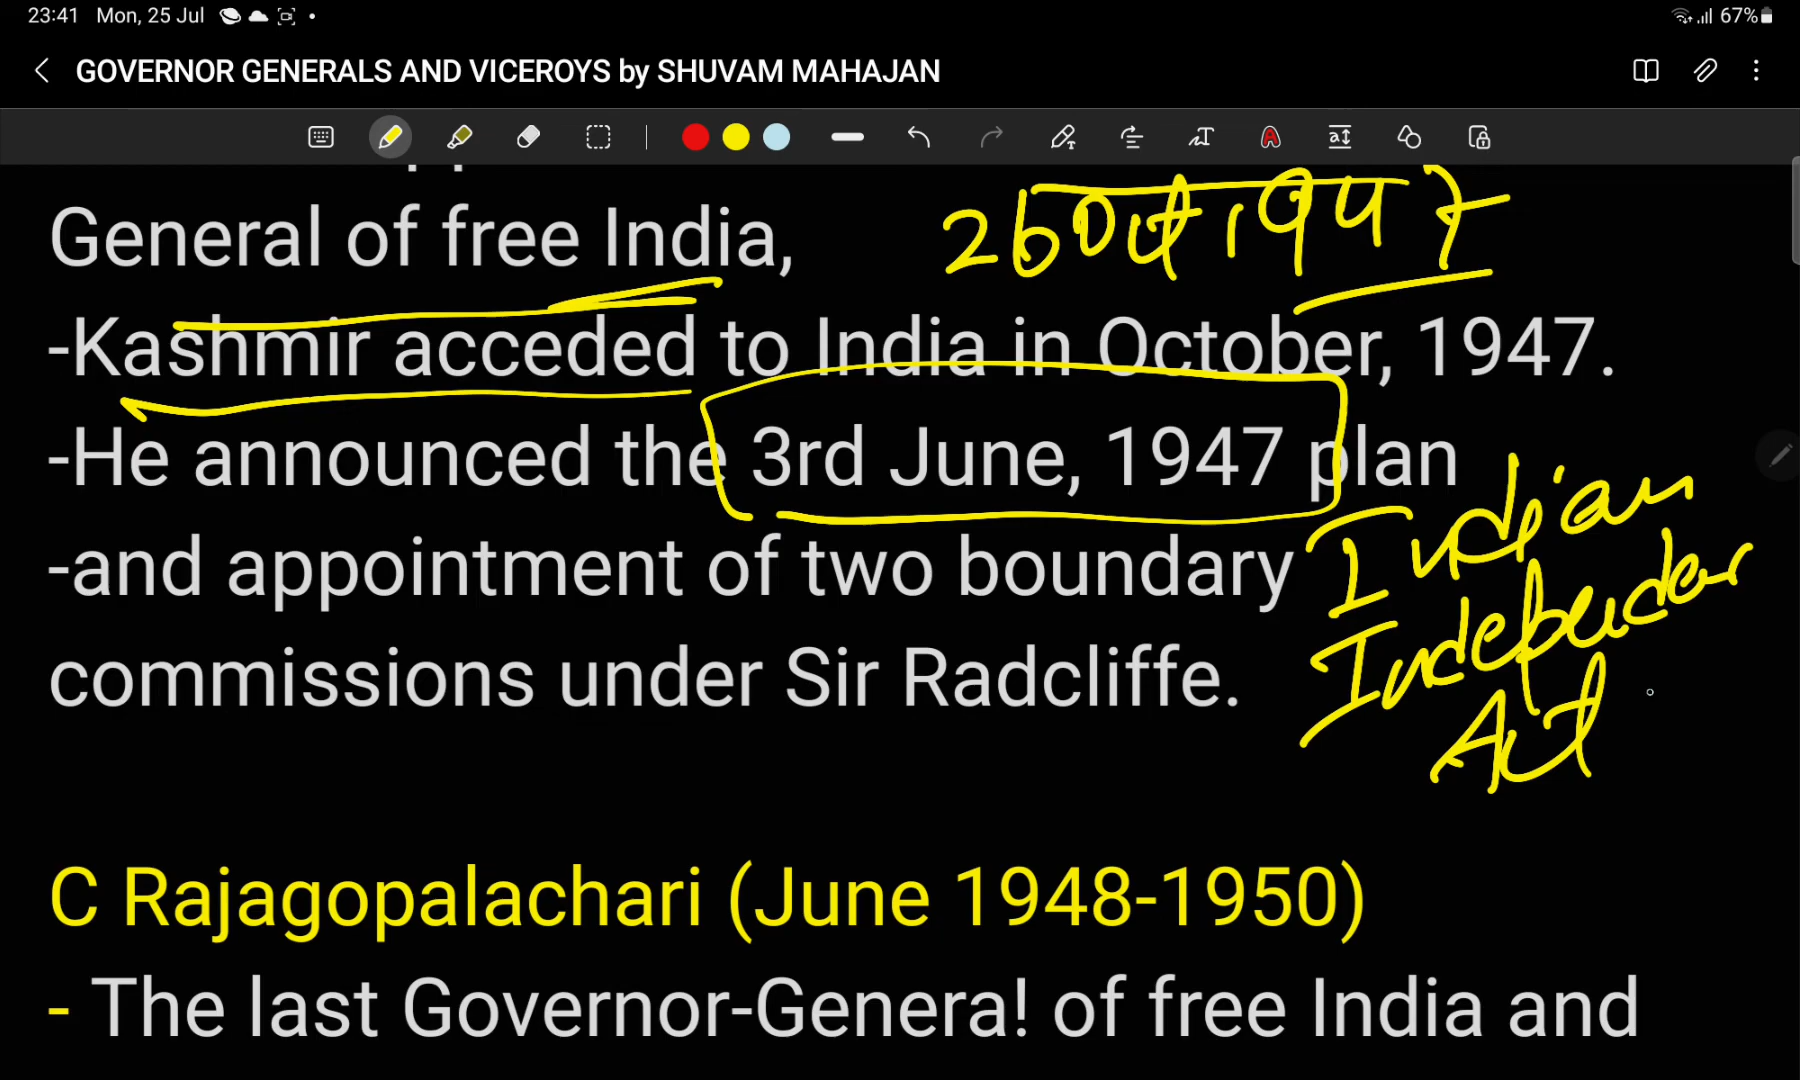 23:41 Mon, 25 Jul
67%
GOVERNOR GENERALS AND VICEROYS by SHUVAM MAHAJAN
General of free India,
26 Oct 1947
-Kashmir acceded to India in October, 1947.
-He announced the 3rd June, 1947 plan
Indian
-and appointment of two boundary
commissions under Sir Radcliffe.
Act
C Rajagopalachari (June 1948-1950)
- The last Governor-Genera! of free India and